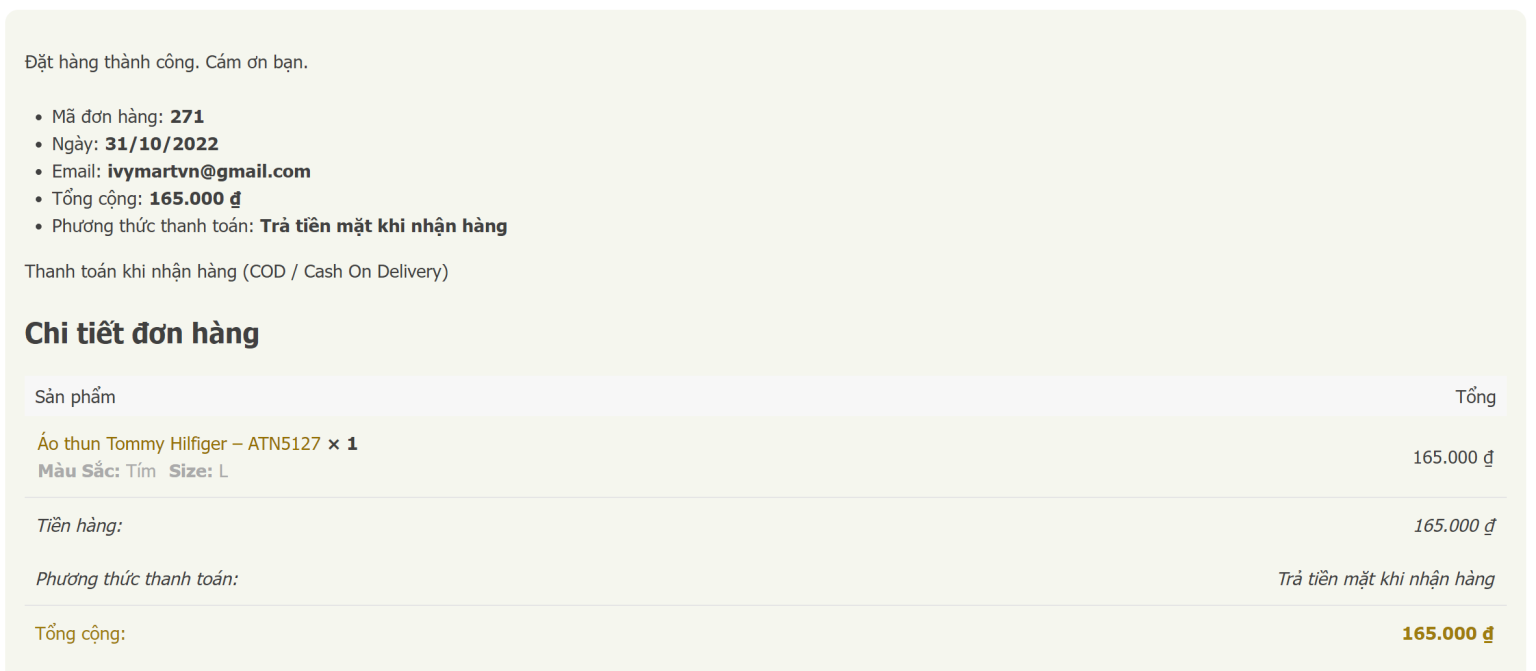 Đặt hàng thành công. Cám ơn bạn.
Mã đơn hàng: 271
Ngày: 31/10/2022
Email: ivymartvn@gmail.com
Tổng cộng: 165.000 ₫
Phương thức thanh toán: Trả tiền mặt khi nhận hàng
Thanh toán khi nhận hàng (COD / Cash On Delivery)
Chi tiết đơn hàng
Sản phẩm Tổng
Áo thun Tommy Hilfiger – ATN5127 × 1
Màu Sắc: Tím Size: L
165.000 ₫
Tiền hàng: 165.000 ₫
Phương thức thanh toán: Trả tiền mặt khi nhận hàng
Tổng cộng: 165.000 ₫